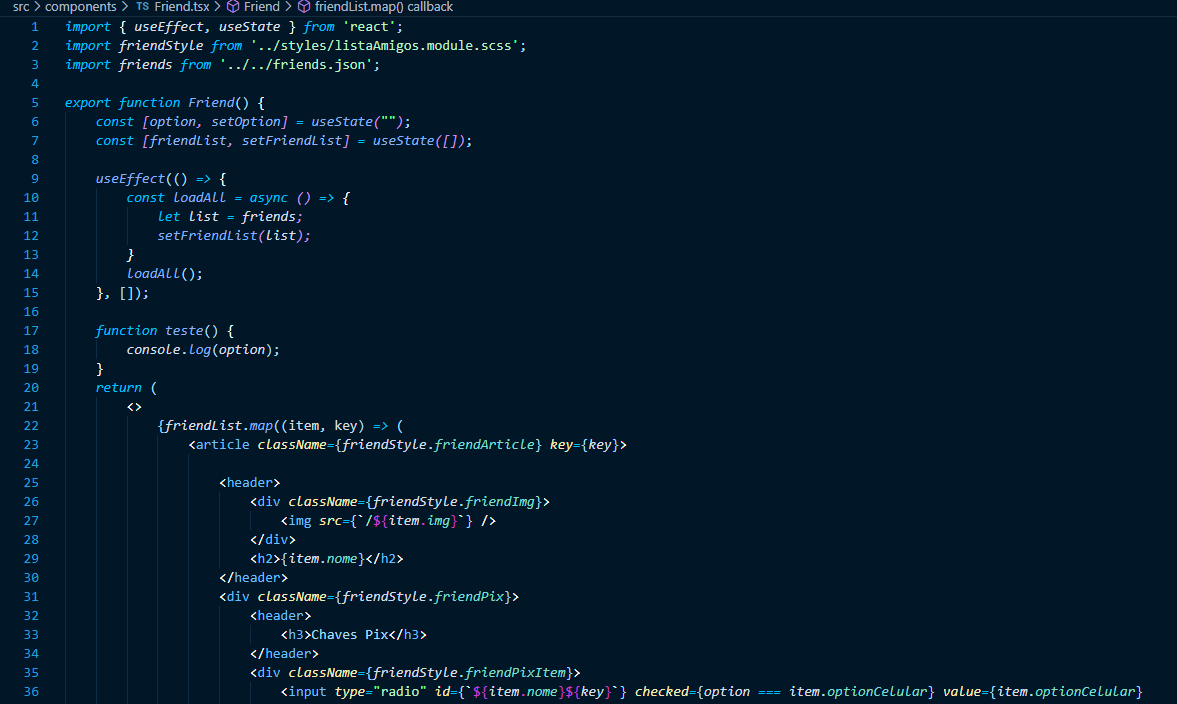 src > components > TS Friend.tsx > Friend > friendList.map() callback
1 import { useEffect, useState } from 'react';
2 import friendStyle from '../styles/listaAmigos.module.scss';
3 import friends from '../../friends.json';
4
5 export function Friend() {
6     const [option, setOption] = useState("");
7     const [friendList, setFriendList] = useState([]);
8
9     useEffect(() => {
10         const loadAll = async () => {
11             let list = friends;
12             setFriendList(list);
13         }
14         loadAll();
15     }, []);
16
17     function teste() {
18         console.log(option);
19     }
20     return (
21         <>
22             {friendList.map((item, key) => (
23                 <article className={friendStyle.friendArticle} key={key}>
24
25                     <header>
26                         <div className={friendStyle.friendImg}>
27                             <img src={`/${item.img}`} />
28                         </div>
29                         <h2>{item.nome}</h2>
30                     </header>
31                     <div className={friendStyle.friendPix}>
32                         <header>
33                             <h3>Chaves Pix</h3>
34                         </header>
35                         <div className={friendStyle.friendPixItem}>
36                             <input type="radio" id={`${item.nome}${key}`} checked={option === item.optionCelular} value={item.optionCelular}